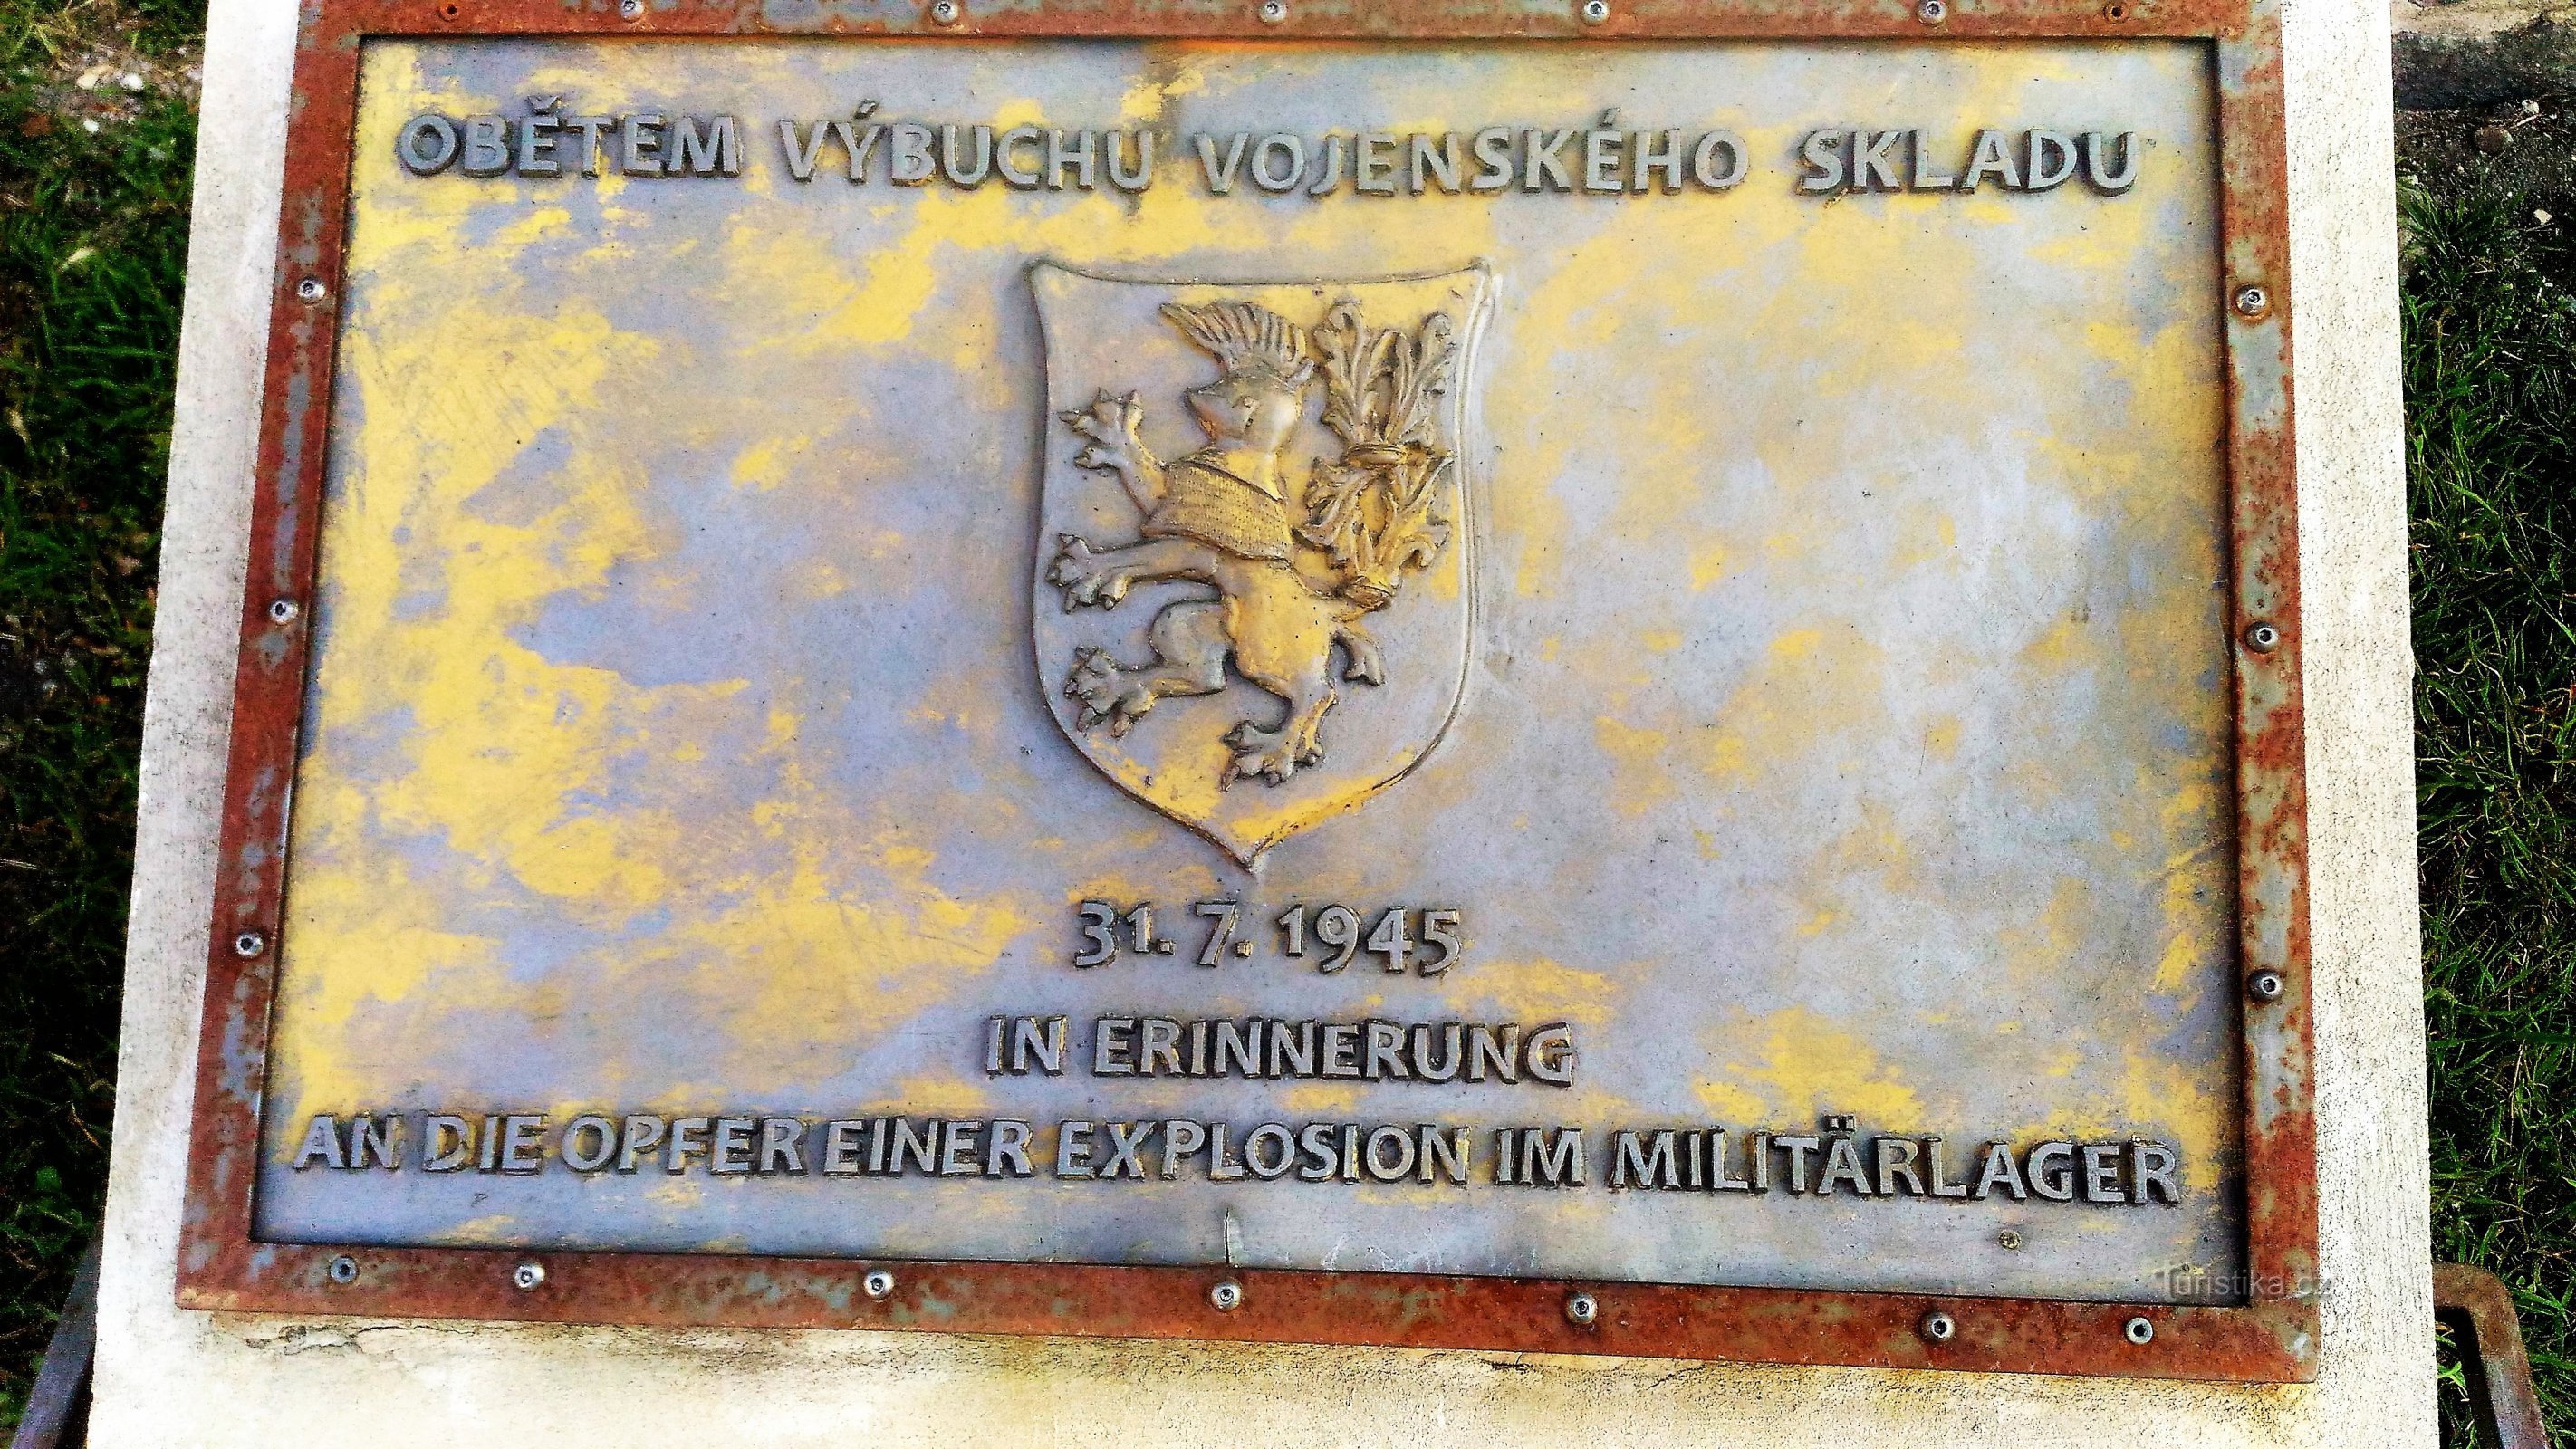 OBĚTEM VÝBUCHU VOJENSKÉHO SKLADU
31. 7. 1945
IN ERINNERUNG
AN DIE OPFER EINER EXPLOSION IM MILITÄRLAGER
Turistika.cz